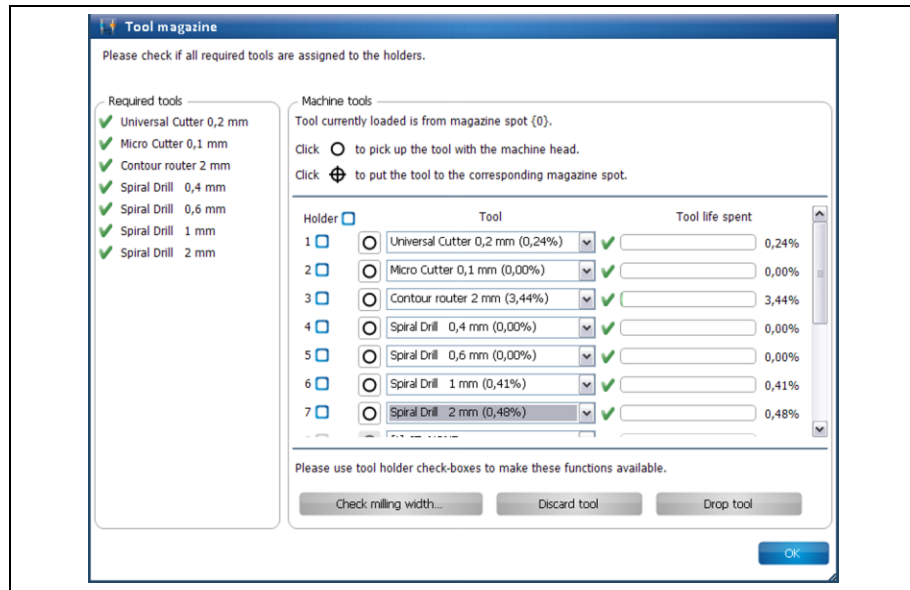 Tool magazine
Please check if all required tools are assigned to the holders.
Required tools
Universal Cutter 0,2 mm
Micro Cutter 0,1 mm
Contour router 2 mm
Spiral Drill 0,4 mm
Spiral Drill 0,6 mm
Spiral Drill 1 mm
Spiral Drill 2 mm
Machine tools
Tool currently loaded is from magazine spot {0}.
Click to pick up the tool with the machine head.
Click to put the tool to the corresponding magazine spot.
Holder Tool Tool life spent
1 Universal Cutter 0,2 mm (0,24%) 0,24%
2 Micro Cutter 0,1 mm (0,00%) 0,00%
3 Contour router 2 mm (3,44%) 3,44%
4 Spiral Drill 0,4 mm (0,00%) 0,00%
5 Spiral Drill 0,6 mm (0,00%) 0,00%
6 Spiral Drill 1 mm (0,41%) 0,41%
7 Spiral Drill 2 mm (0,48%) 0,48%
Please use tool holder check-boxes to make these functions available.
Check milling width... Discard tool Drop tool
OK